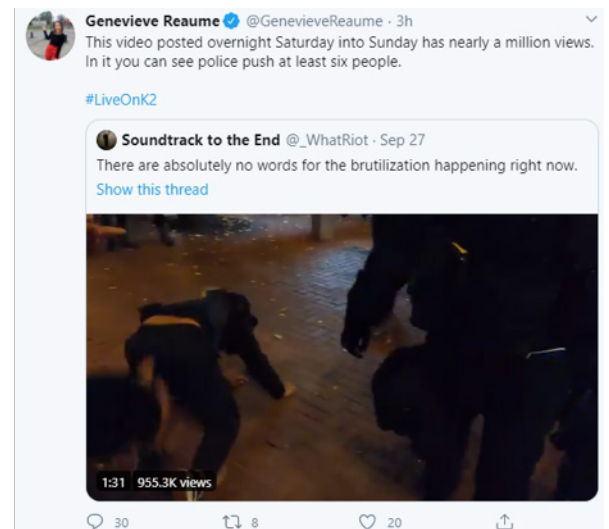 Genevieve Reaume @GenevieveReaume · 3h
This video posted overnight Saturday into Sunday has nearly a million views.
In it you can see police push at least six people.
#LiveOnK2
Soundtrack to the End @_WhatRiot · Sep 27
There are absolutely no words for the brutilization happening right now.
Show this thread
1:31 955.3K views
30 8 20